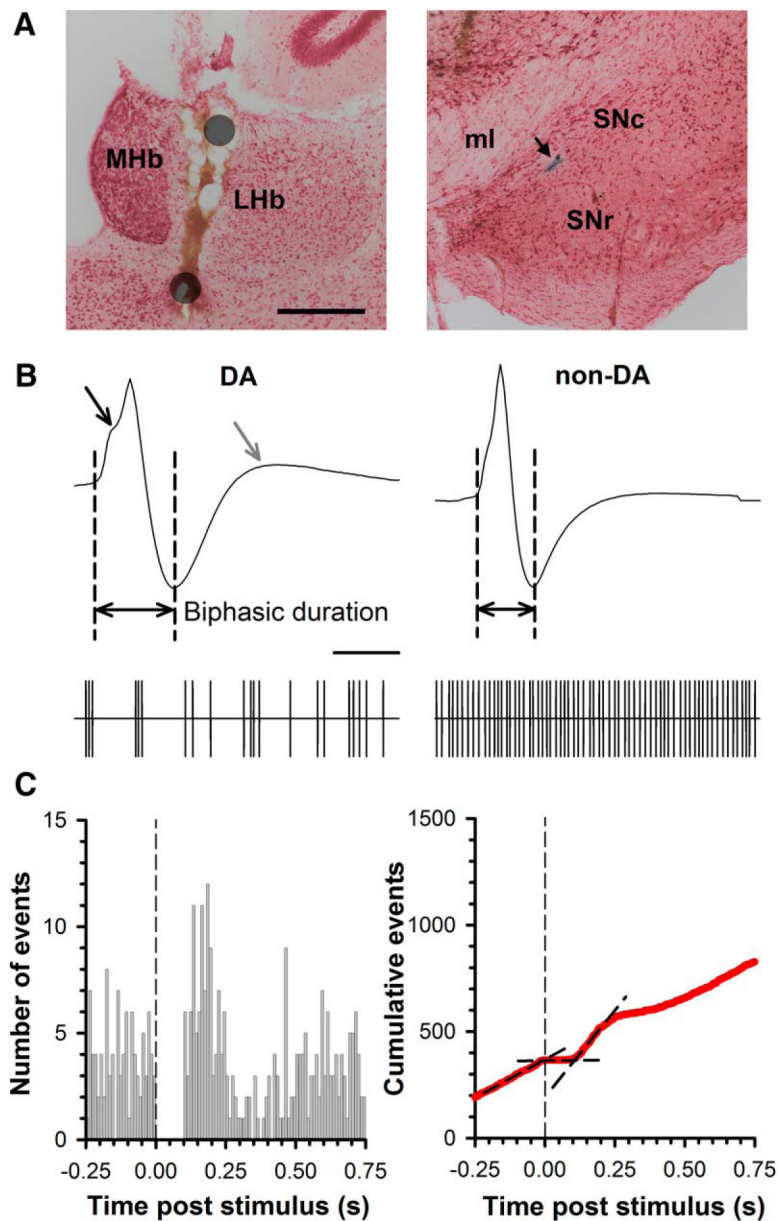 A
MHb
LHb
ml
SNc
SNr
B
DA
non-DA
Biphasic duration
C
15
10
5
0
Number of events
-0.25 0.00 0.25 0.50 0.75
Time post stimulus (s)
1500
1000
500
0
Cumulative events
-0.25 0.00 0.25 0.50 0.75
Time post stimulus (s)